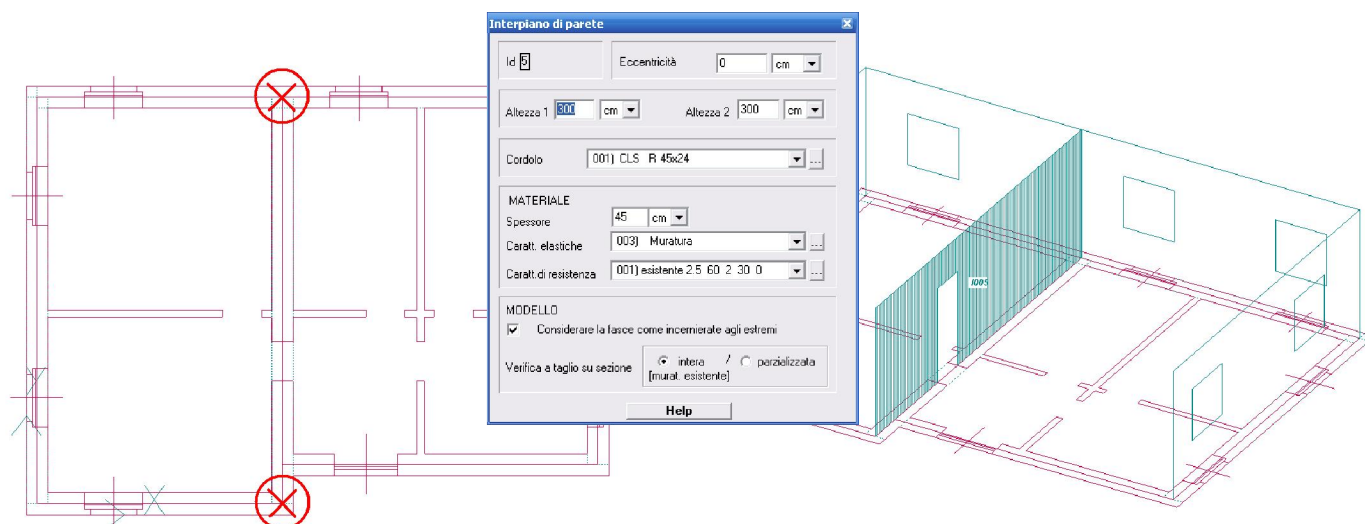 Interpiano di parete
Id 5 Eccentricità 0 cm
Altezza 1 300 cm Altezza 2 300 cm
Cordolo 001) CLS R 45x24 ...
MATERIALE
Spessore 45 cm
Caratt. elastiche 003) Muratura ...
Caratt.di resistenza 001) esistente 2.5 60 2 30 0 ...
MODELLO
Considerare la fasce come incernierate agli estremi
Verifica a taglio su sezione intera / parzializzata
[murat. esistente]
Help
I005